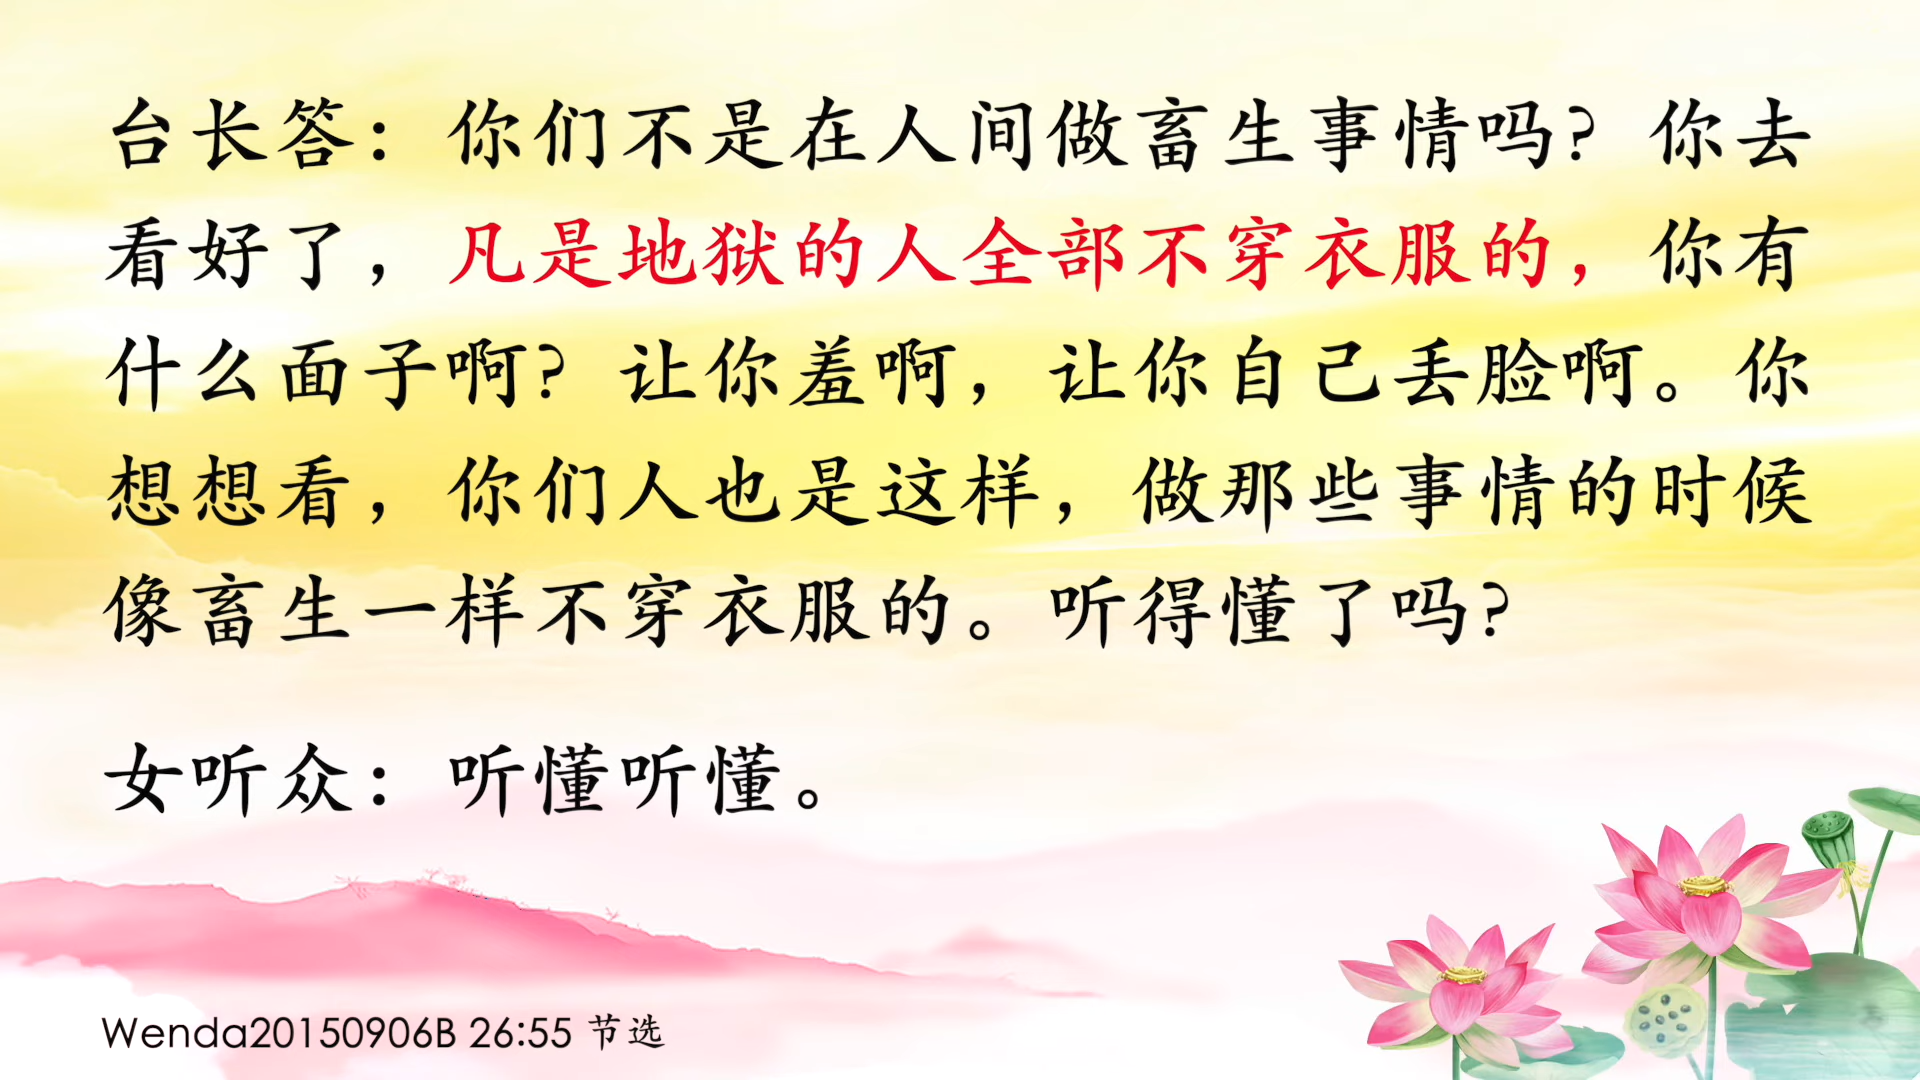 台长答：你们不是在人间做畜生事情吗？你去
看好了，凡是地狱的人全部不穿衣服的，你有
什么面子啊？让你羞啊，让你自己丢脸啊。你
想想看，你们人也是这样，做那些事情的时候
像畜生一样不穿衣服的。听得懂了吗？
女听众：听懂听懂。
Wenda20150906B 26:55 节选